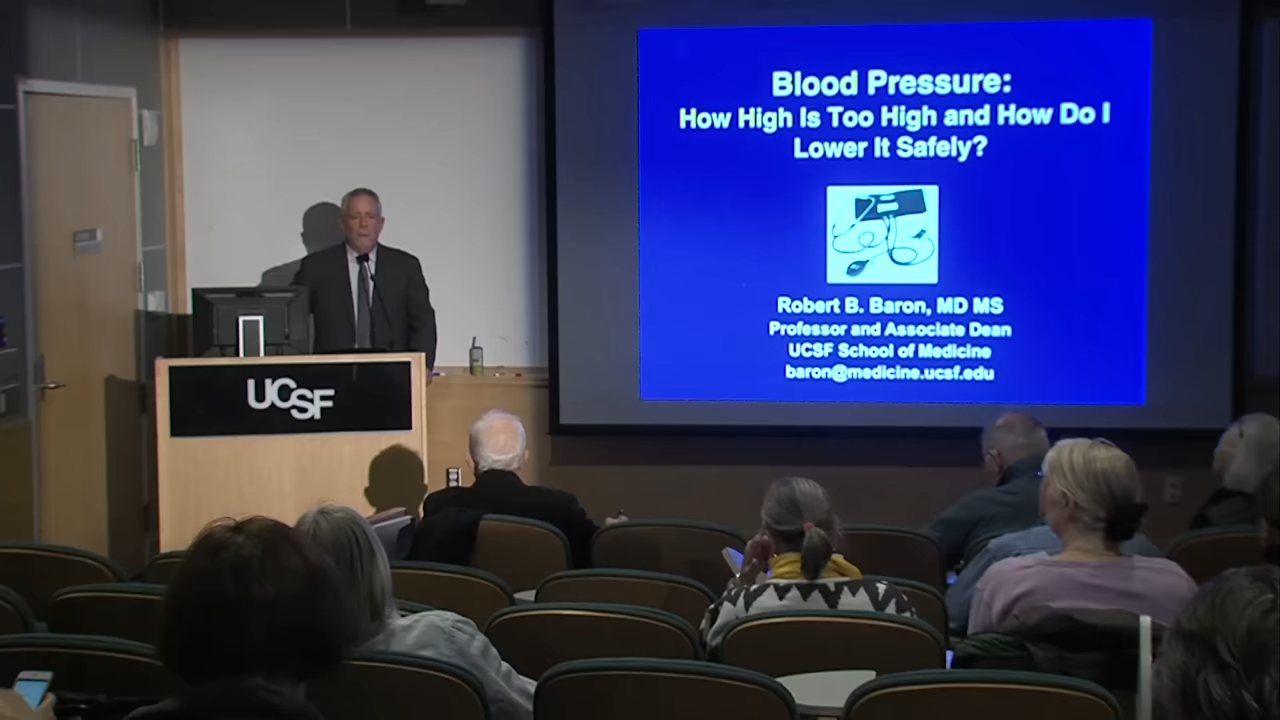 Blood Pressure:
How High Is Too High and How Do I
Lower It Safely?
Robert B. Baron, MD MS
Professor and Associate Dean
UCSF School of Medicine
baron@medicine.ucsf.edu
UCSF